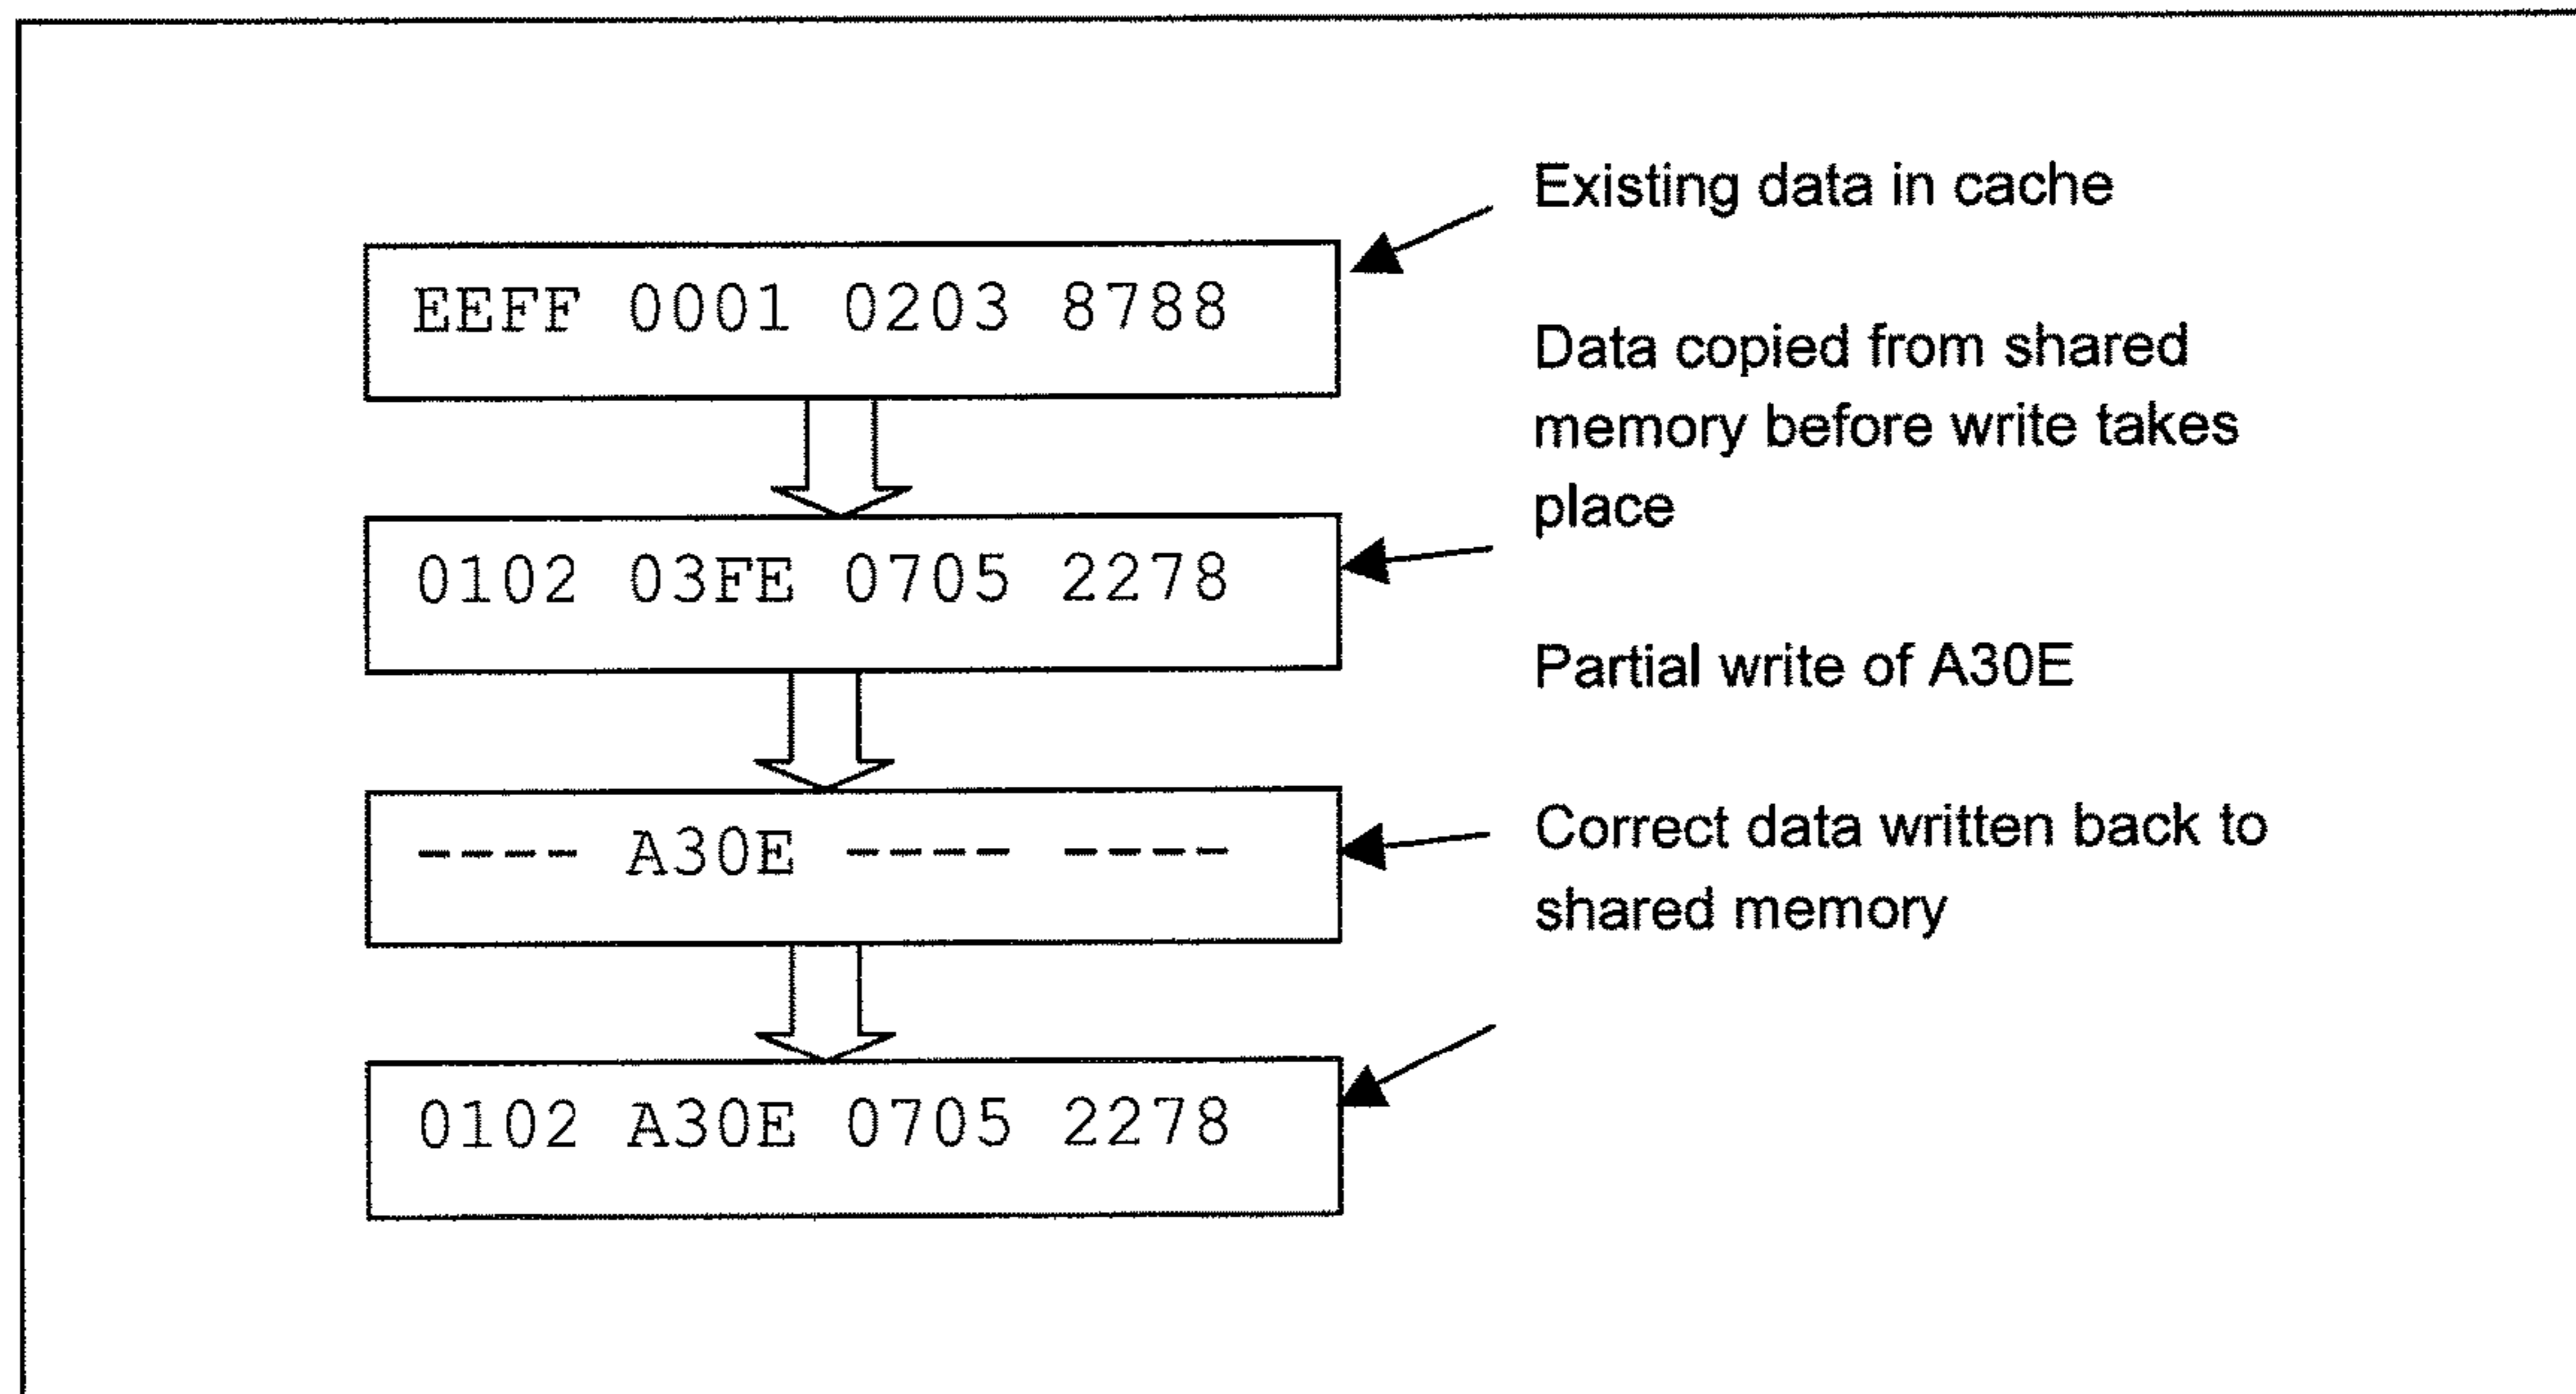 Existing data in cache
EEFF 0001 0203 8788
Data copied from shared
memory before write takes
place
0102 03FE 0705 2278
Partial write of A30E
---- A30E ---- ----
Correct data written back to
shared memory
0102 A30E 0705 2278